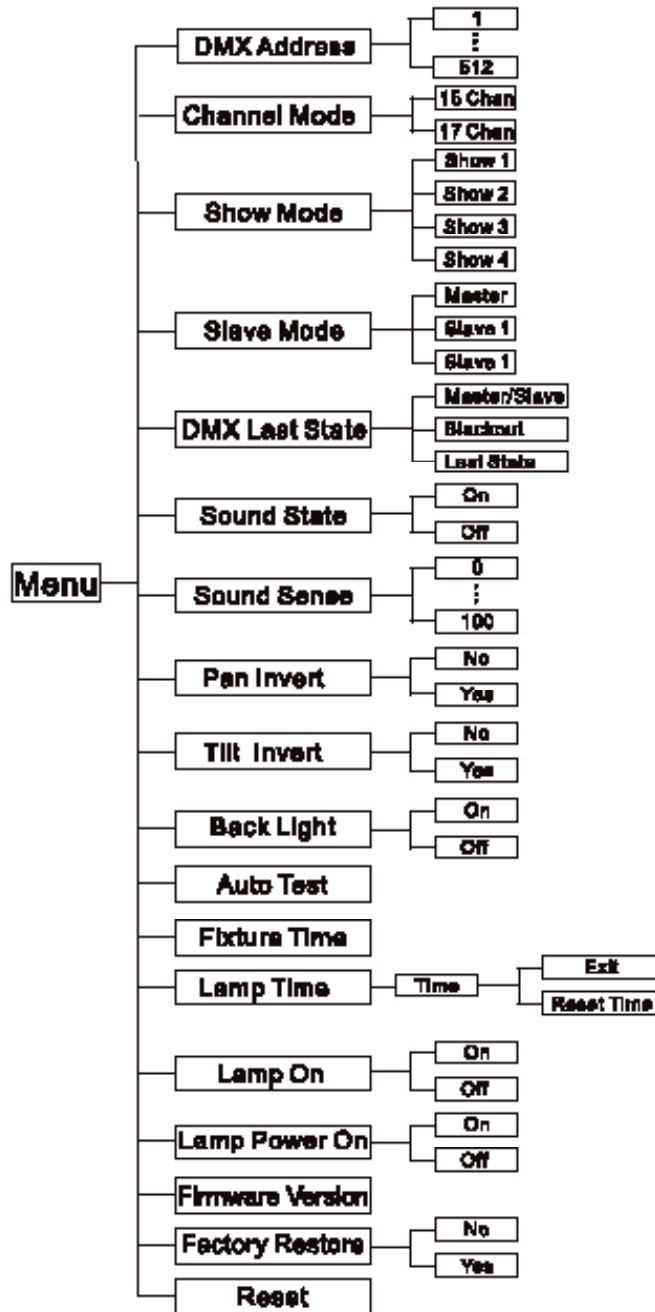 Menu
DMX Address
1
512
Channel Mode
15 Chan
17 Chan
Show Mode
Show 1
Show 2
Show 3
Show 4
Slave Mode
Master
Slave 1
Slave 1
DMX Last State
Master/Slave
Blackout
Last State
Sound State
On
Off
Sound Sense
0
100
Pan Invert
No
Yes
Tilt Invert
No
Yes
Back Light
On
Off
Auto Test
Fixture Time
Lamp Time
Time
Exit
Reset Time
Lamp On
On
Off
Lamp Power On
On
Off
Firmware Version
Factory Restore
No
Yes
Reset